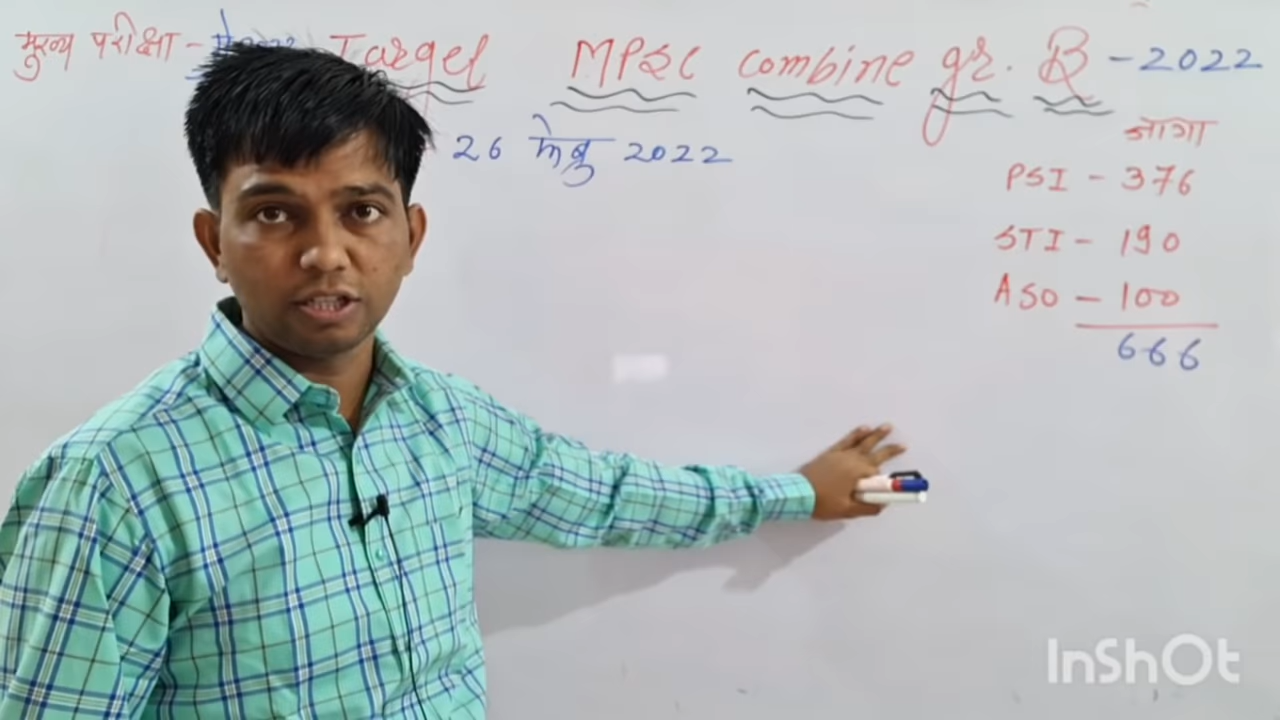 मुख्य परीक्षा - Target MPSC combine gr. B - 2022
26 फेब्रु 2022
जागा
PSI - 376
STI - 190
ASO - 100
666
InShOt